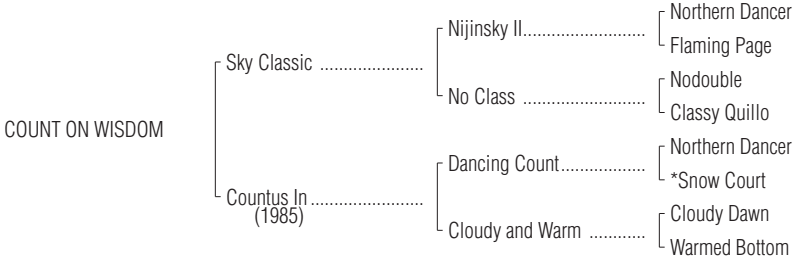 Northern Dancer
Nijinsky II..........................
Flaming Page
Sky Classic ......................
Nodouble
No Class ..........................
Classy Quillo
COUNT ON WISDOM
Northern Dancer
Dancing Count..................
*Snow Court
Countus In........................
(1985)
Cloudy Dawn
Cloudy and Warm ............
Warmed Bottom